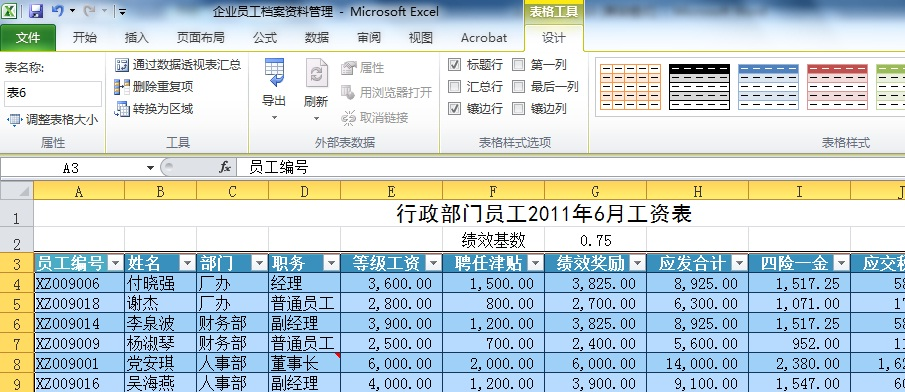 企业员工档案资料管理 - Microsoft Excel
表格工具
文件 开始 插入 页面布局 公式 数据 审阅 视图 Acrobat 设计
表名称:
表6
调整表格大小
属性
通过数据透视表汇总
删除重复项
转换为区域
工具
导出
刷新
属性
用浏览器打开
取消链接
外部表数据
标题行 第一列
汇总行 最后一列
镶边行 镶边列
表格样式选项
表格样式
A3 fx 员工编号
A B C D E F G H I J
1 行政部门员工2011年6月工资表
2 绩效基数 0.75
3 员工编号 姓名 部门 职务 等级工资 聘任津贴 绩效奖励 应发合计 四险一金 应交税
4 XZ009006 付晓强 厂办 经理 3,600.00 1,500.00 3,825.00 8,925.00 1,517.25 58
5 XZ009018 谢杰 厂办 普通员工 2,800.00 800.00 2,700.00 6,300.00 1,071.00 17
6 XZ009014 李泉波 财务部 副经理 3,900.00 1,200.00 3,825.00 8,925.00 1,517.25 58
7 XZ009009 杨淑琴 财务部 普通员工 2,500.00 700.00 2,400.00 5,600.00 952.00 11
8 XZ009001 党安琪 人事部 董事长 6,000.00 2,000.00 6,000.00 14,000.00 2,380.00 1,62
9 XZ009016 吴海燕 人事部 副经理 4,000.00 1,200.00 3,900.00 9,100.00 1,547.00 6